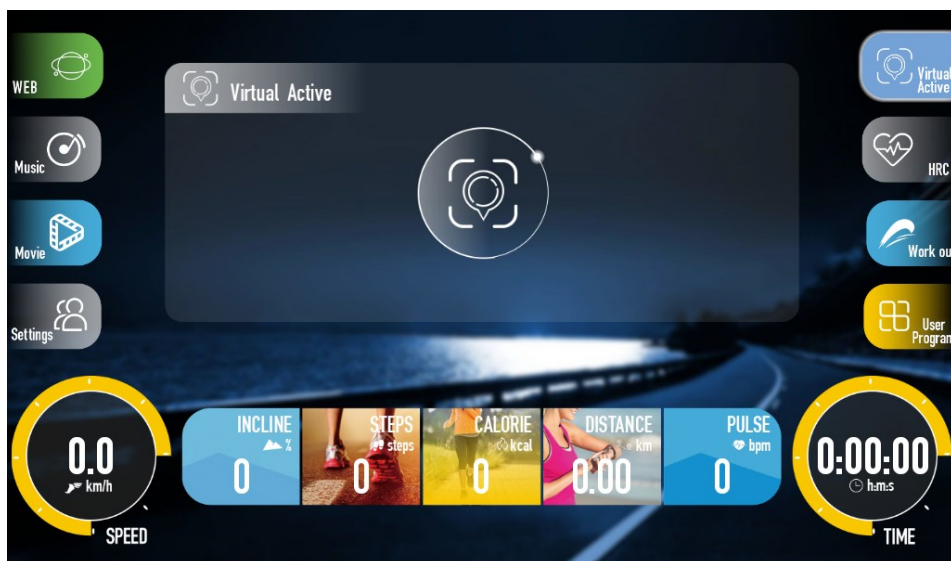 WEB
Virtual Active
Virtual
Active
Music
HRC
Movie
Work ou
Settings
User
Program
INCLINE
%
0
STEPS
steps
0
CALORIE
kcal
0
DISTANCE
km
0.00
PULSE
bpm
0
0.0
km/h
SPEED
0:00:00
h:m:s
TIME